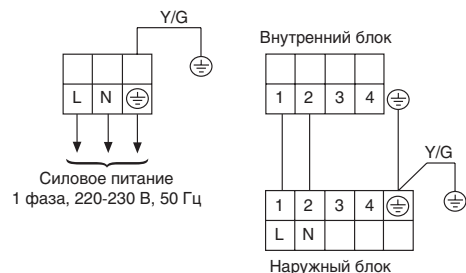 Y/G
L N
Силовое питание
1 фаза, 220-230 В, 50 Гц
Внутренний блок
1 2 3 4
Y/G
1 2 3 4
L N
Наружный блок